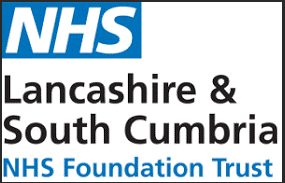 NHS
Lancashire &
South Cumbria
NHS Foundation Trust